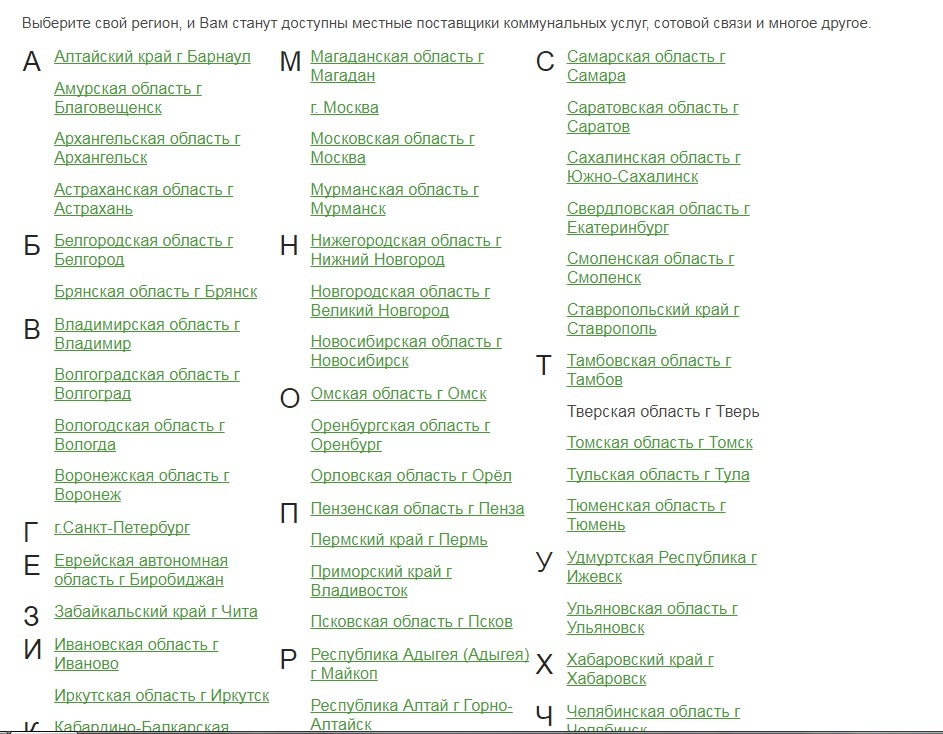 Выберите свой регион, и Вам станут доступны местные поставщики коммунальных услуг, сотовой связи и многое другое.
А
Алтайский край г Барнаул
Амурская область г
Благовещенск
Архангельская область г
Архангельск
Астраханская область г
Астрахань
Б
Белгородская область г
Белгород
Брянская область г Брянск
В
Владимирская область г
Владимир
Волгоградская область г
Волгоград
Вологодская область г
Вологда
Воронежская область г
Воронеж
Г
г.Санкт-Петербург
Е
Еврейская автономная
область г Биробиджан
З
Забайкальский край г Чита
И
Ивановская область г
Иваново
Иркутская область г Иркутск
К
Кабардино-Балкарская
М
Магаданская область г
Магадан
г. Москва
Московская область г
Москва
Мурманская область г
Мурманск
Н
Нижегородская область г
Нижний Новгород
Новгородская область г
Великий Новгород
Новосибирская область г
Новосибирск
О
Омская область г Омск
Оренбургская область г
Оренбург
Орловская область г Орёл
П
Пензенская область г Пенза
Пермский край г Пермь
Приморский край г
Владивосток
Псковская область г Псков
Р
Республика Адыгея (Адыгея)
г Майкоп
Республика Алтай г Горно-
Алтайск
С
Самарская область г
Самара
Саратовская область г
Саратов
Сахалинская область г
Южно-Сахалинск
Свердловская область г
Екатеринбург
Смоленская область г
Смоленск
Ставропольский край г
Ставрополь
Т
Тамбовская область г
Тамбов
Тверская область г Тверь
Томская область г Томск
Тульская область г Тула
Тюменская область г
Тюмень
У
Удмуртская Республика г
Ижевск
Ульяновская область г
Ульяновск
Х
Хабаровский край г
Хабаровск
Ч
Челябинская область г
Челябинск